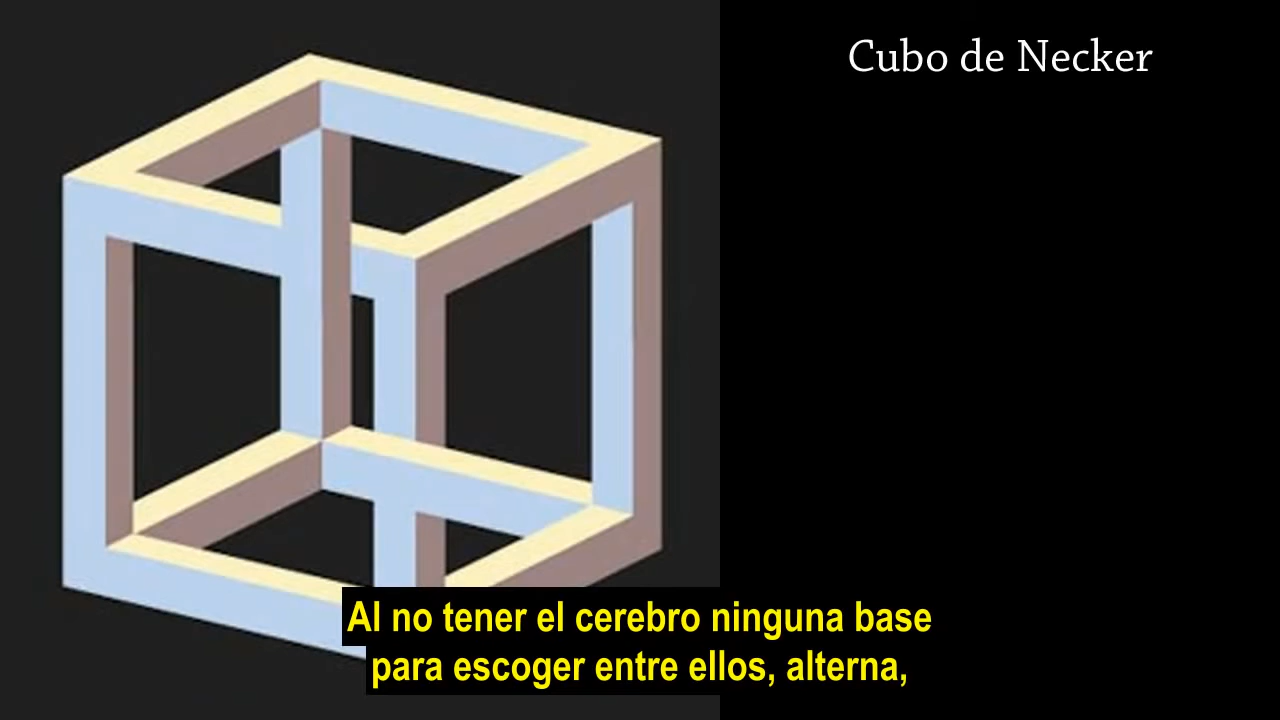 Cubo de Necker
Al no tener el cerebro ninguna base
para escoger entre ellos, alterna,